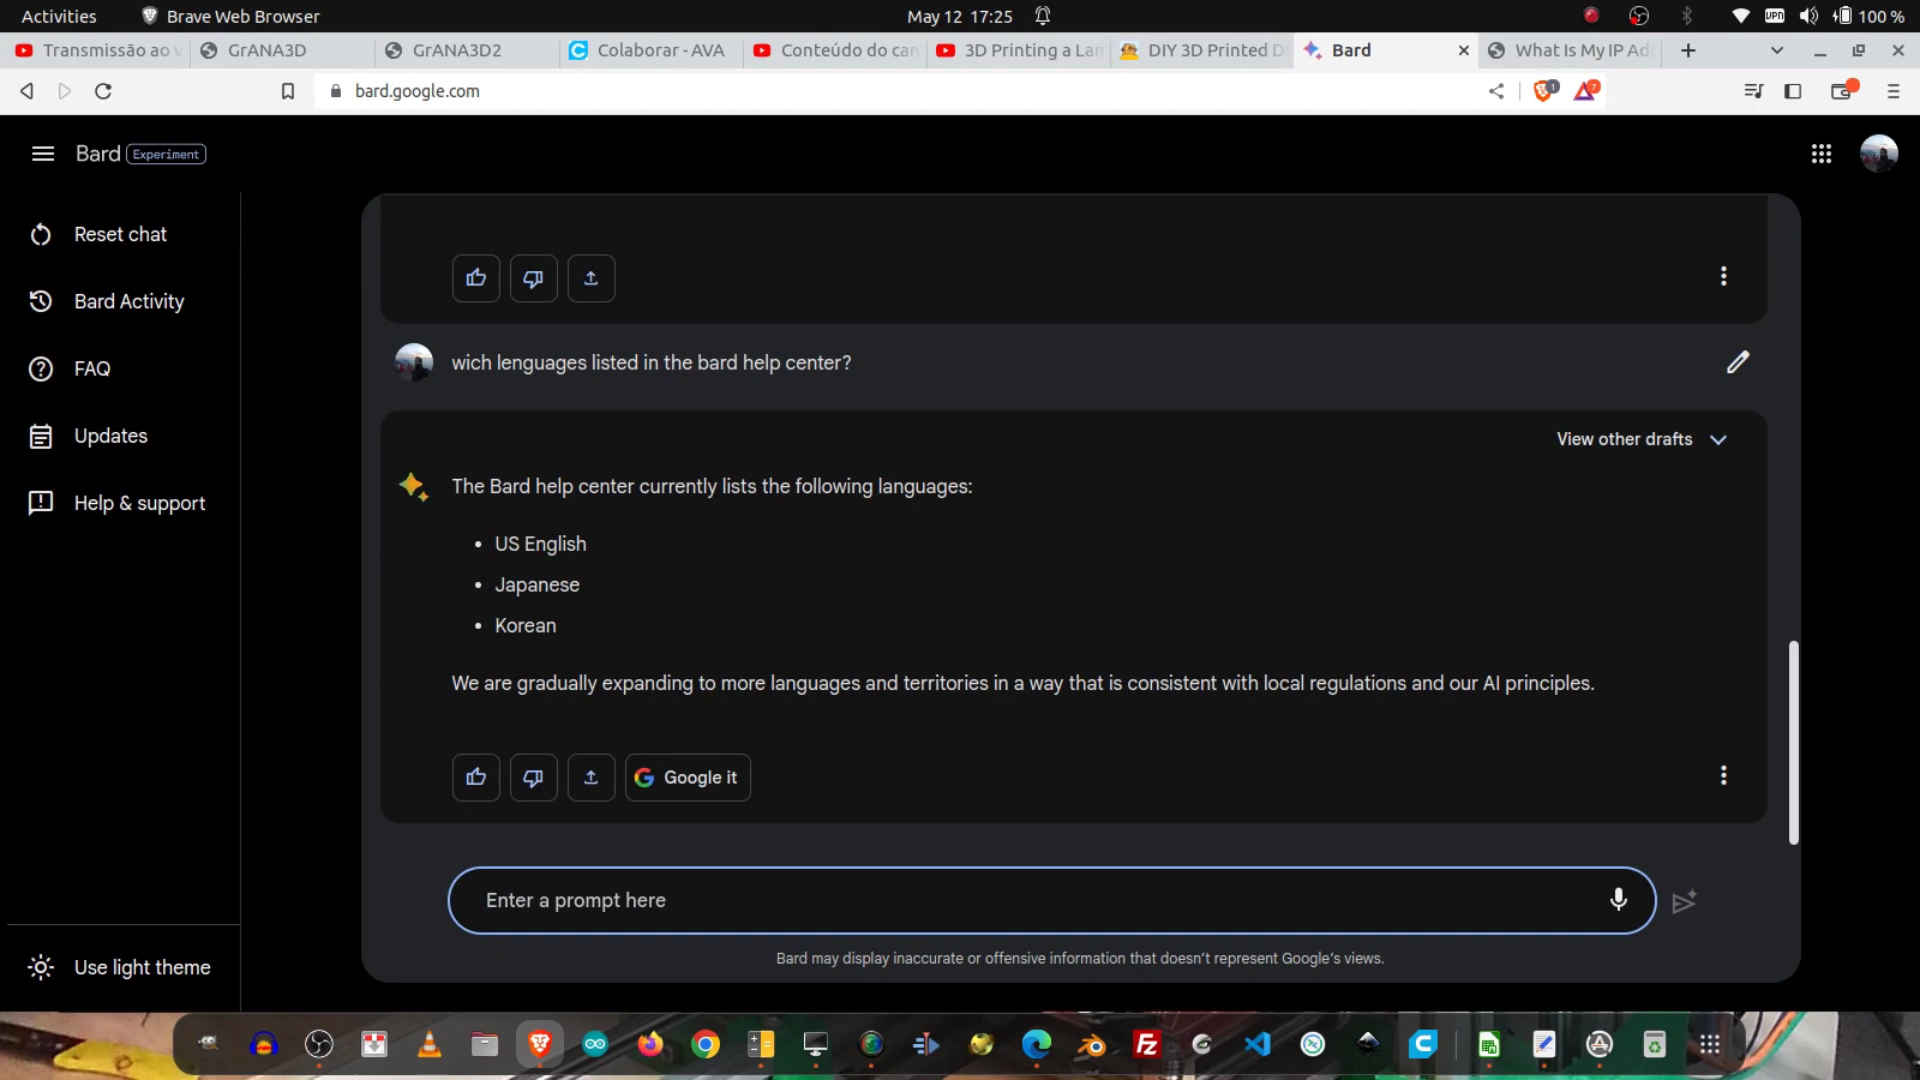 Activities
Brave Web Browser
May 12 17:25
VPN
100 %
Transmissão ao v
GrANA3D
GrANA3D2
Colaborar - AVA
Conteúdo do can
3D Printing a Lan
DIY 3D Printed D
Bard
What Is My IP Add
bard.google.com
1
7
Bard Experiment
Reset chat
Bard Activity
FAQ
Updates
Help & support
Use light theme
wich lenguages listed in the bard help center?
View other drafts
The Bard help center currently lists the following languages:
• US English
• Japanese
• Korean
We are gradually expanding to more languages and territories in a way that is consistent with local regulations and our AI principles.
Google it
Enter a prompt here
Bard may display inaccurate or offensive information that doesn't represent Google's views.